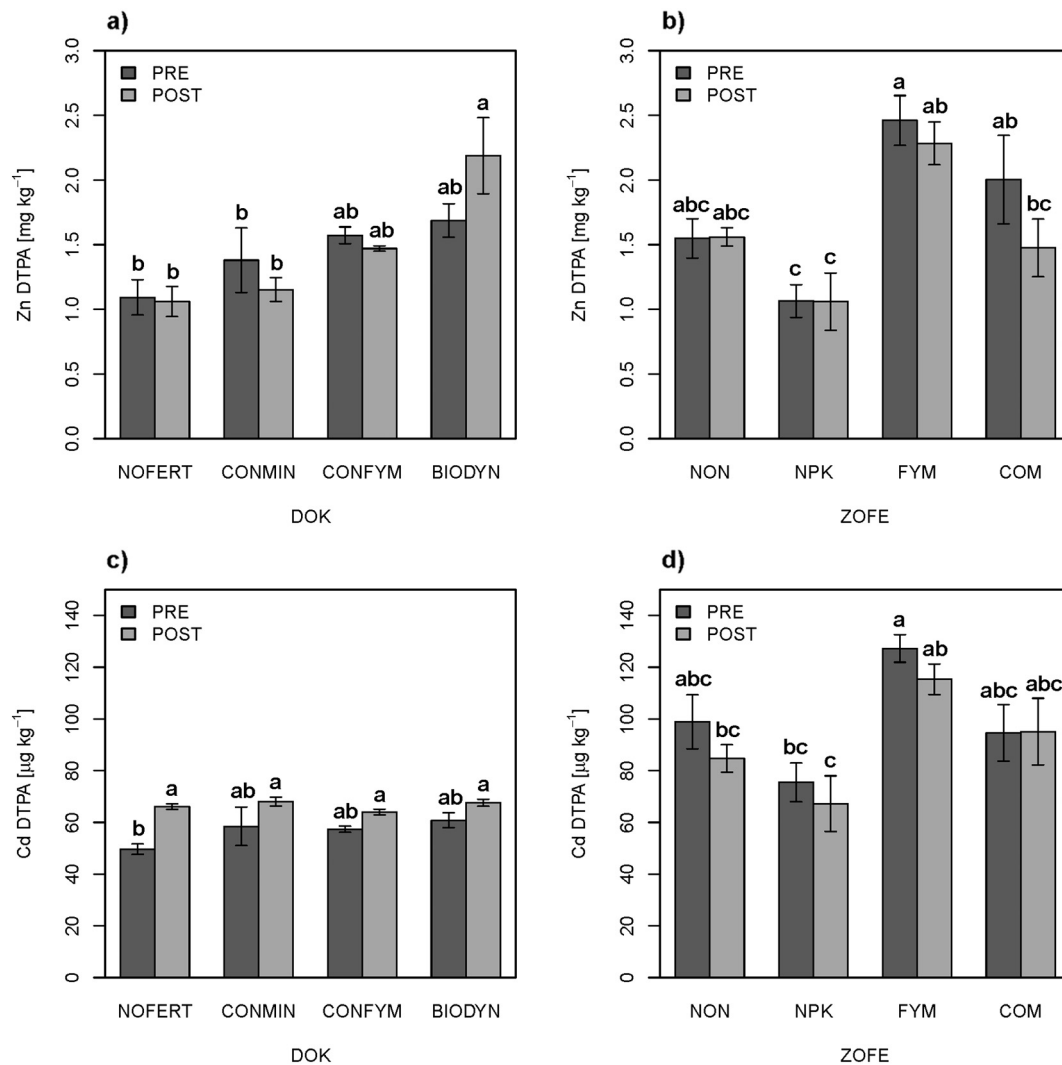 a)
Zn DTPA [mg kg⁻¹]
3.0
2.5
2.0
1.5
1.0
0.5
0.0
PRE
POST
b b b b ab ab ab a
NOFERT CONMIN CONFYM BIODYN
DOK
b)
Zn DTPA [mg kg⁻¹]
3.0
2.5
2.0
1.5
1.0
0.5
0.0
PRE
POST
abc abc c c a ab ab bc
NON NPK FYM COM
ZOFE
c)
Cd DTPA [µg kg⁻¹]
140
120
100
80
60
40
20
0
PRE
POST
b a ab a ab a ab a
NOFERT CONMIN CONFYM BIODYN
DOK
d)
Cd DTPA [µg kg⁻¹]
140
120
100
80
60
40
20
0
PRE
POST
abc bc bc c a ab abc abc
NON NPK FYM COM
ZOFE